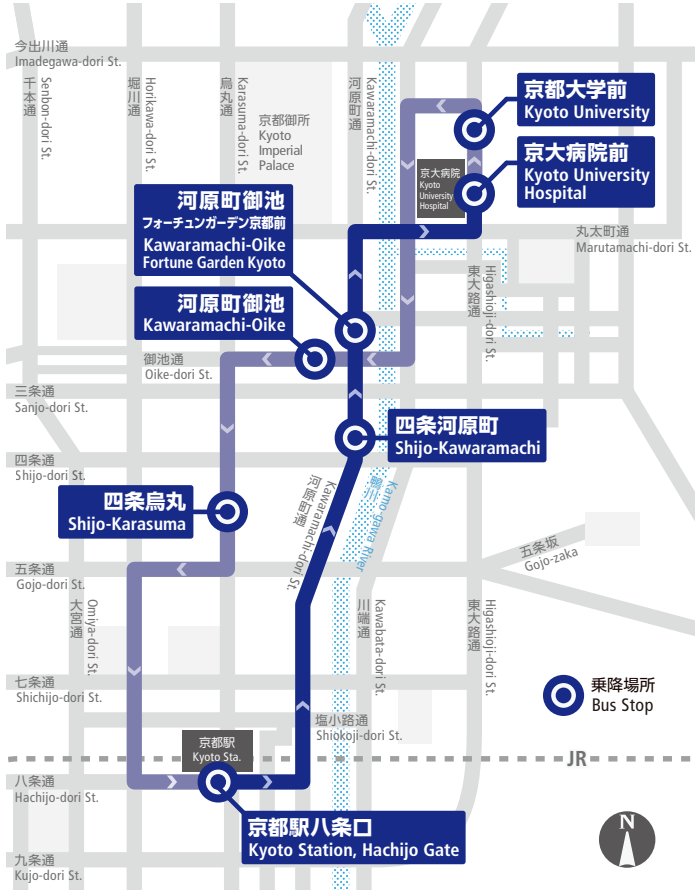 今出川通
Imadegawa-dori St.
千本通
Senbon-dori St.
堀川通
Horikawa-dori St.
烏丸通
Karasuma-dori St.
京都御所
Kyoto
Imperial
Palace
河原町通
Kawaramachi-dori St.
京都大学前
Kyoto University
京大病院前
Kyoto University
Hospital
京大病院
Kyoto
University
Hospital
河原町御池
フォーチュンガーデン京都前
Kawaramachi-Oike
Fortune Garden Kyoto
丸太町通
Marutamachi-dori St.
東大路通
Higashioji-dori St.
河原町御池
Kawaramachi-Oike
御池通
Oike-dori St.
三条通
Sanjo-dori St.
四条河原町
Shijo-Kawaramachi
四条通
Shijo-dori St.
四条烏丸
Shijo-Karasuma
河原町通
Kawaramachi-dori St.
鴨川
Kamo-gawa River
五条坂
Gojo-zaka
五条通
Gojo-dori St.
大宮通
Omiya-dori St.
川端通
Kawabata-dori St.
東大路通
Higashioji-dori St.
七条通
Shichijo-dori St.
乗降場所
Bus Stop
塩小路通
Shiokoji-dori St.
京都駅
Kyoto Sta.
JR
八条通
Hachijo-dori St.
京都駅八条口
Kyoto Station, Hachijo Gate
N
九条通
Kujo-dori St.